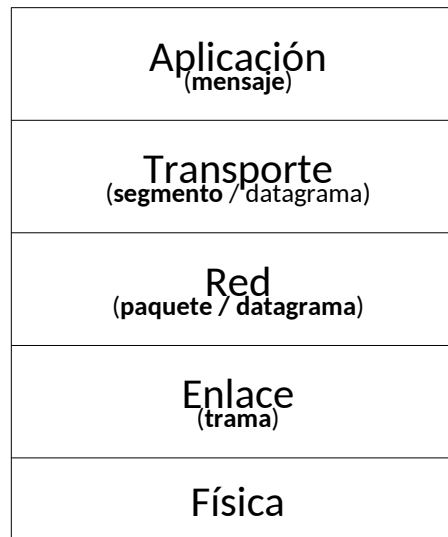 Aplicación
(mensaje)
Transporte
(segmento / datagrama)
Red
(paquete / datagrama)
Enlace
(trama)
Física